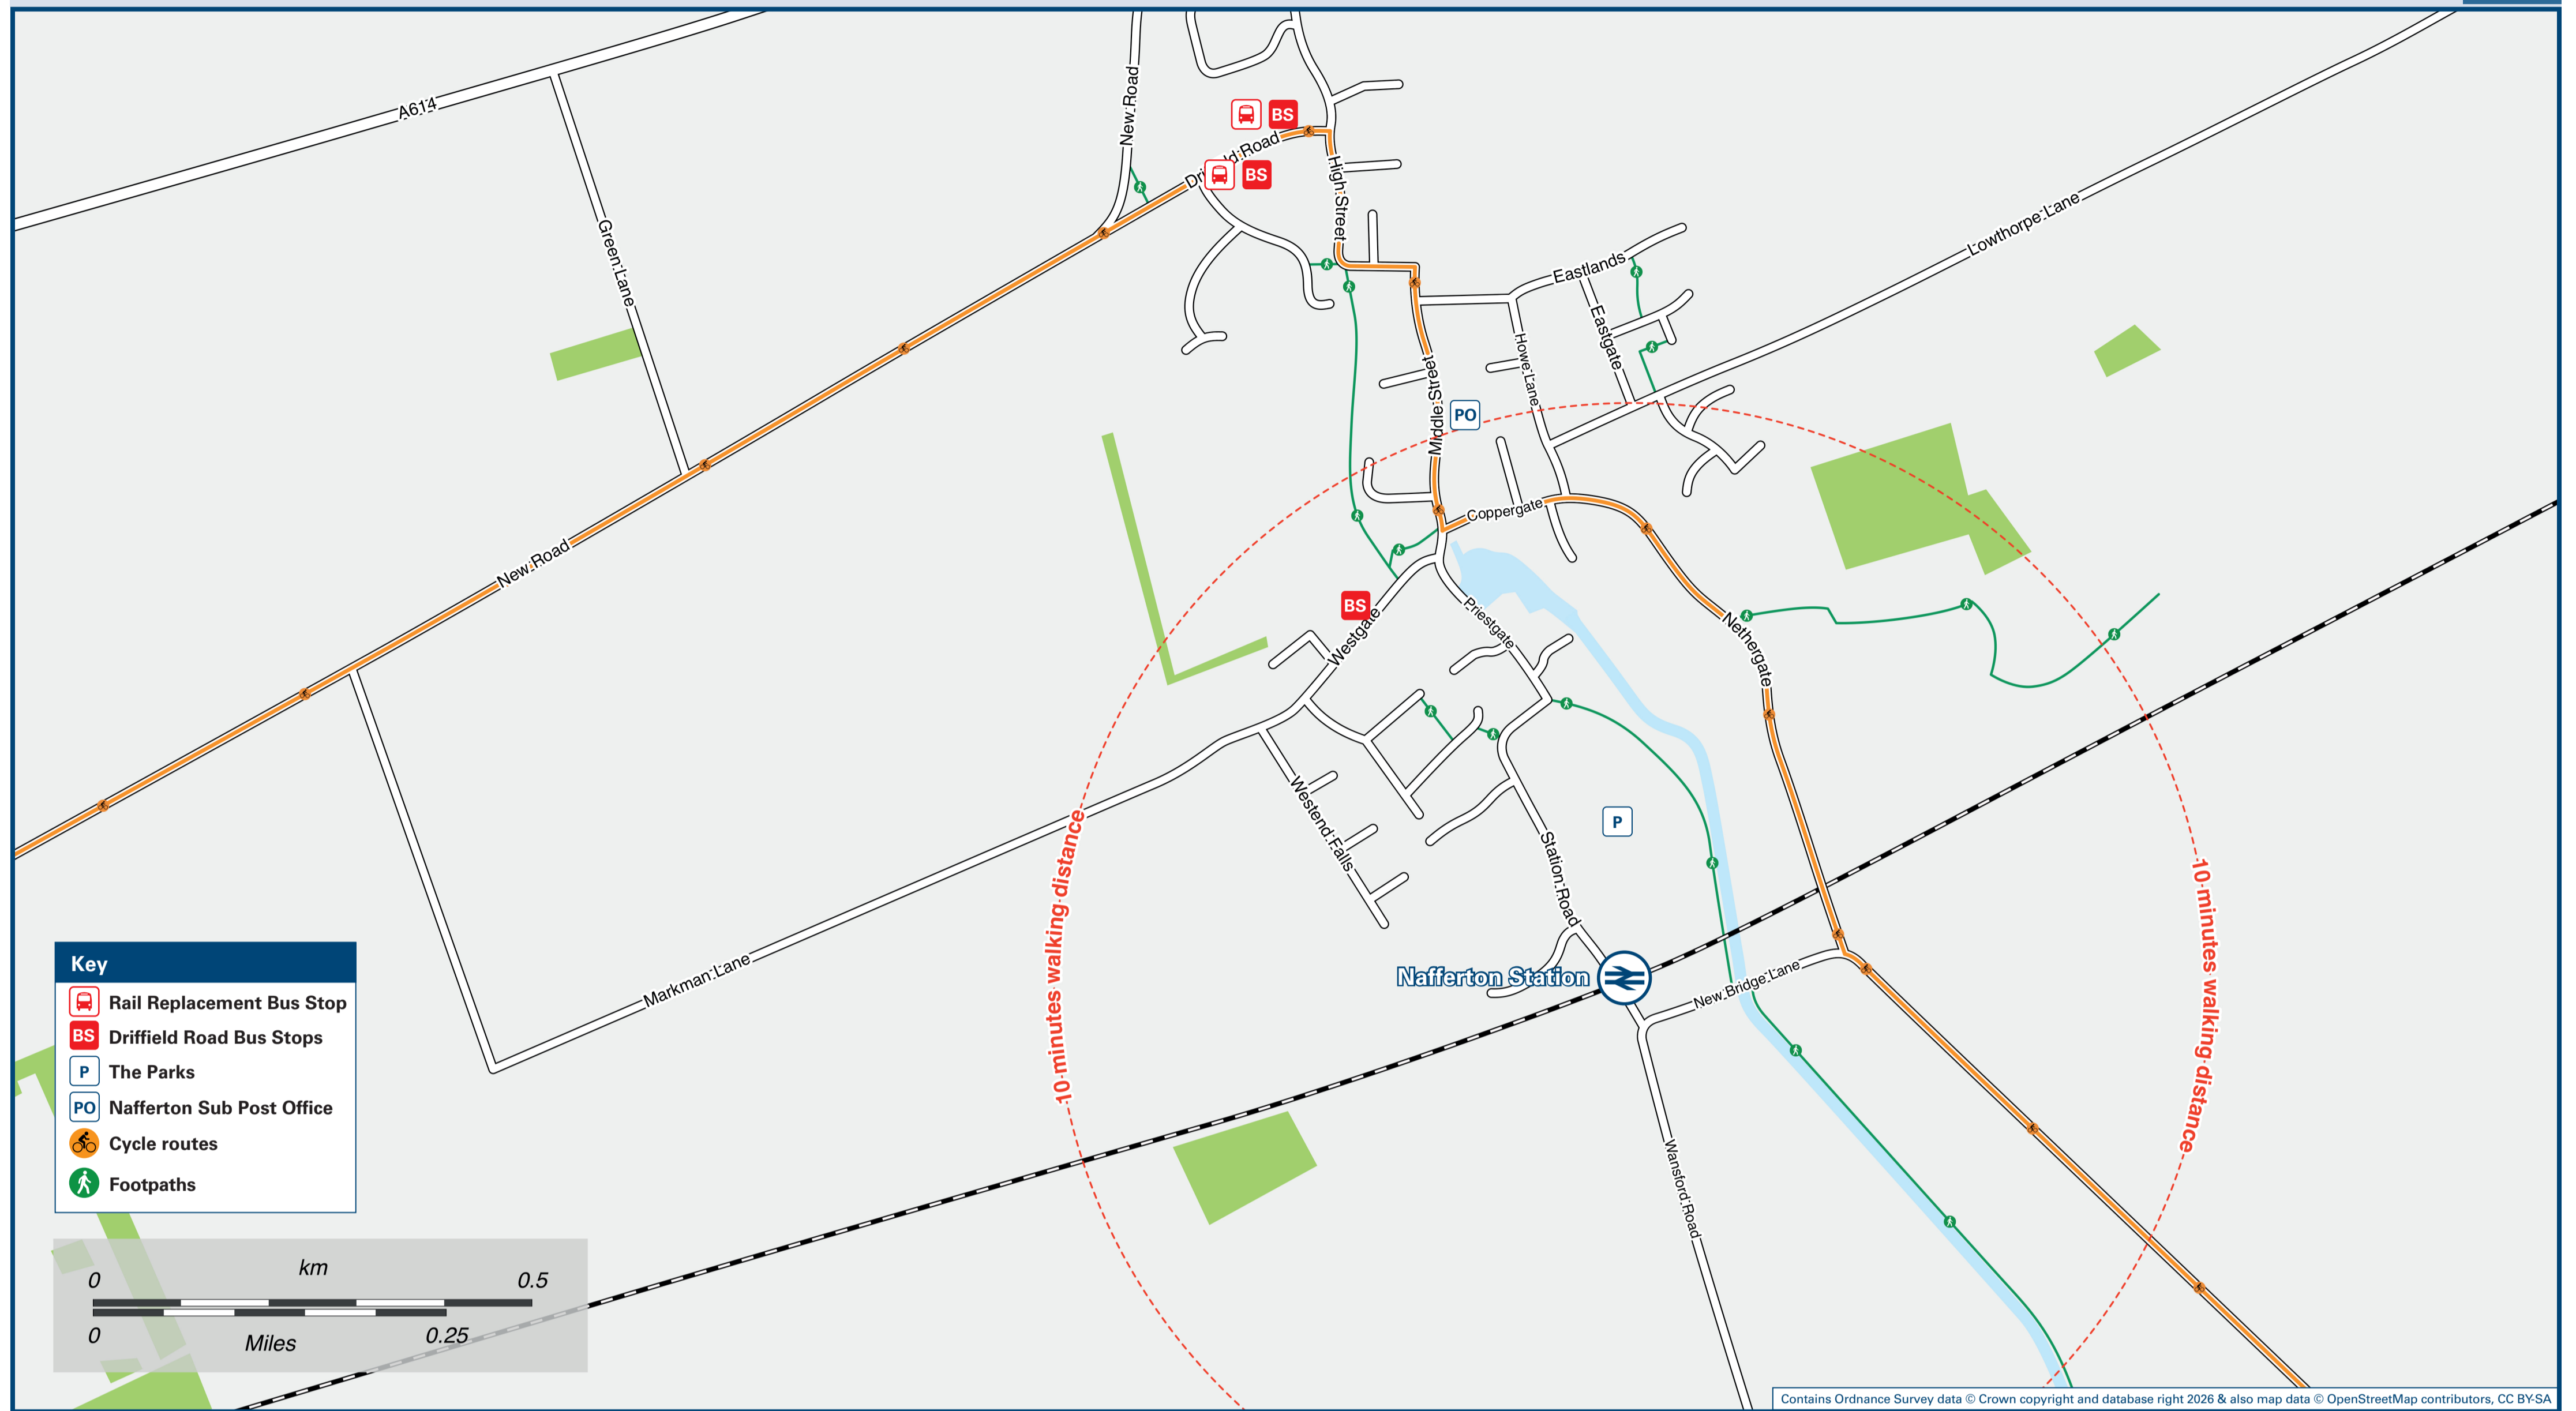 A614
New Road
BS
Driffield Road
BS
High Street
Green Lane
Lowthorpe Lane
Eastlands
Eastgate
Howe Lane
Middle Street
PO
Coppergate
New Road
BS
Westgate
Priestgate
Nethergate
Westend Falls
P
Station Road
10 minutes walking distance
10 minutes walking distance
Markman Lane
Nafferton Station
New Bridge Lane
Wansford Road
Key
Rail Replacement Bus Stop
BS Driffield Road Bus Stops
P The Parks
PO Nafferton Sub Post Office
Cycle routes
Footpaths
km
0 0.5
0 0.25
Miles
Contains Ordnance Survey data © Crown copyright and database right 2026 & also map data © OpenStreetMap contributors, CC BY-SA